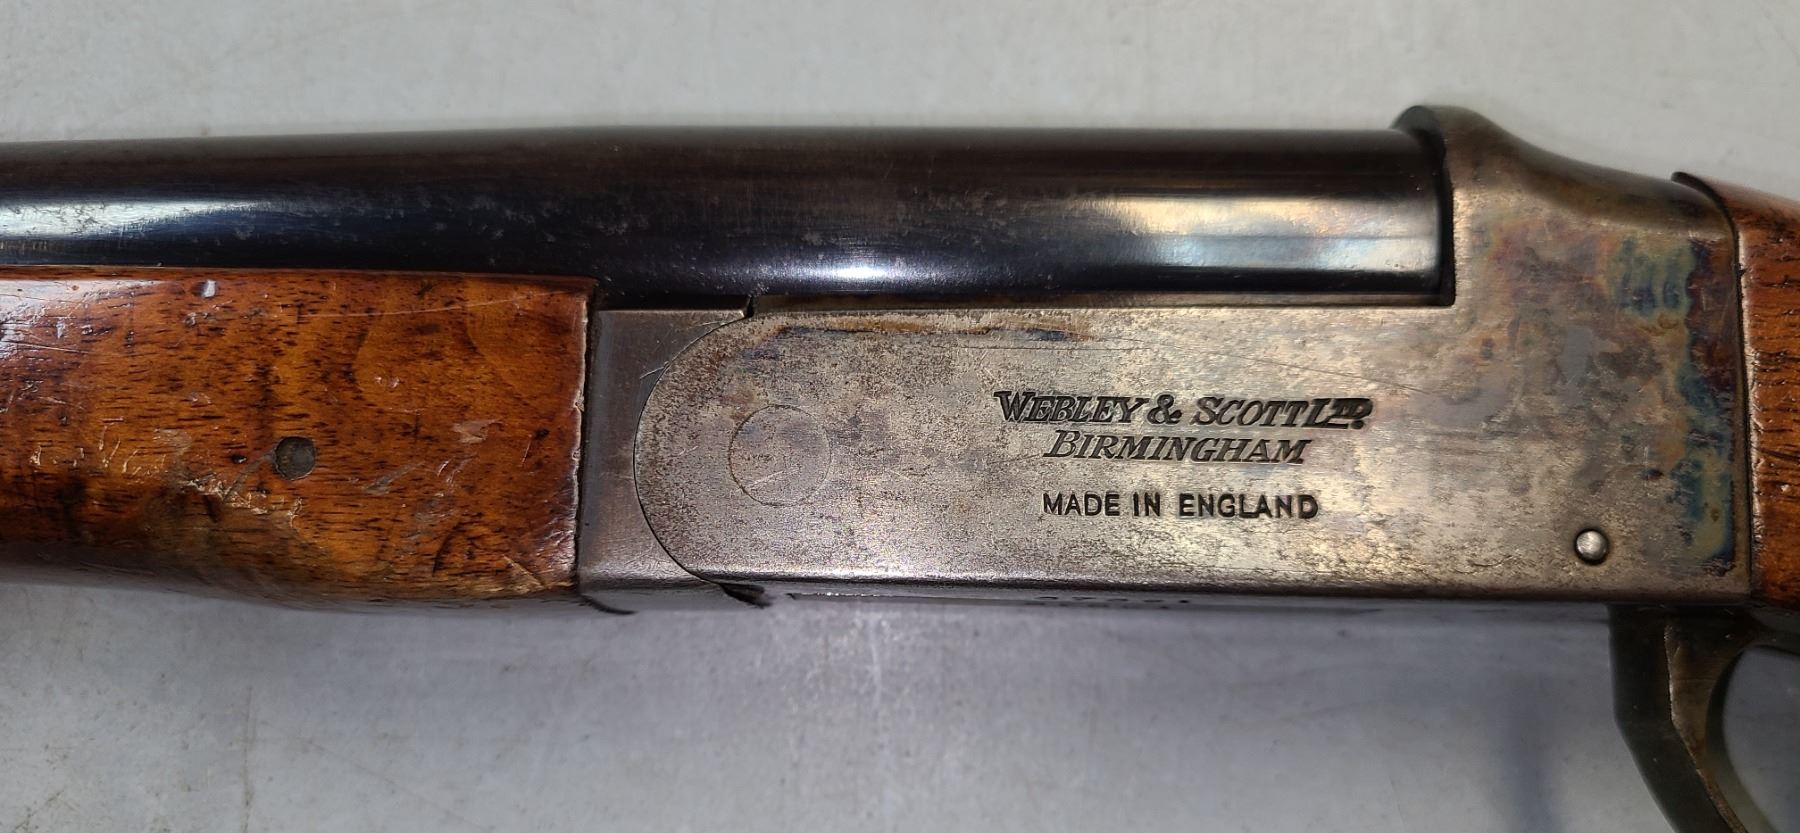 WEBLEY & SCOTT LTD.
BIRMINGHAM
MADE IN ENGLAND